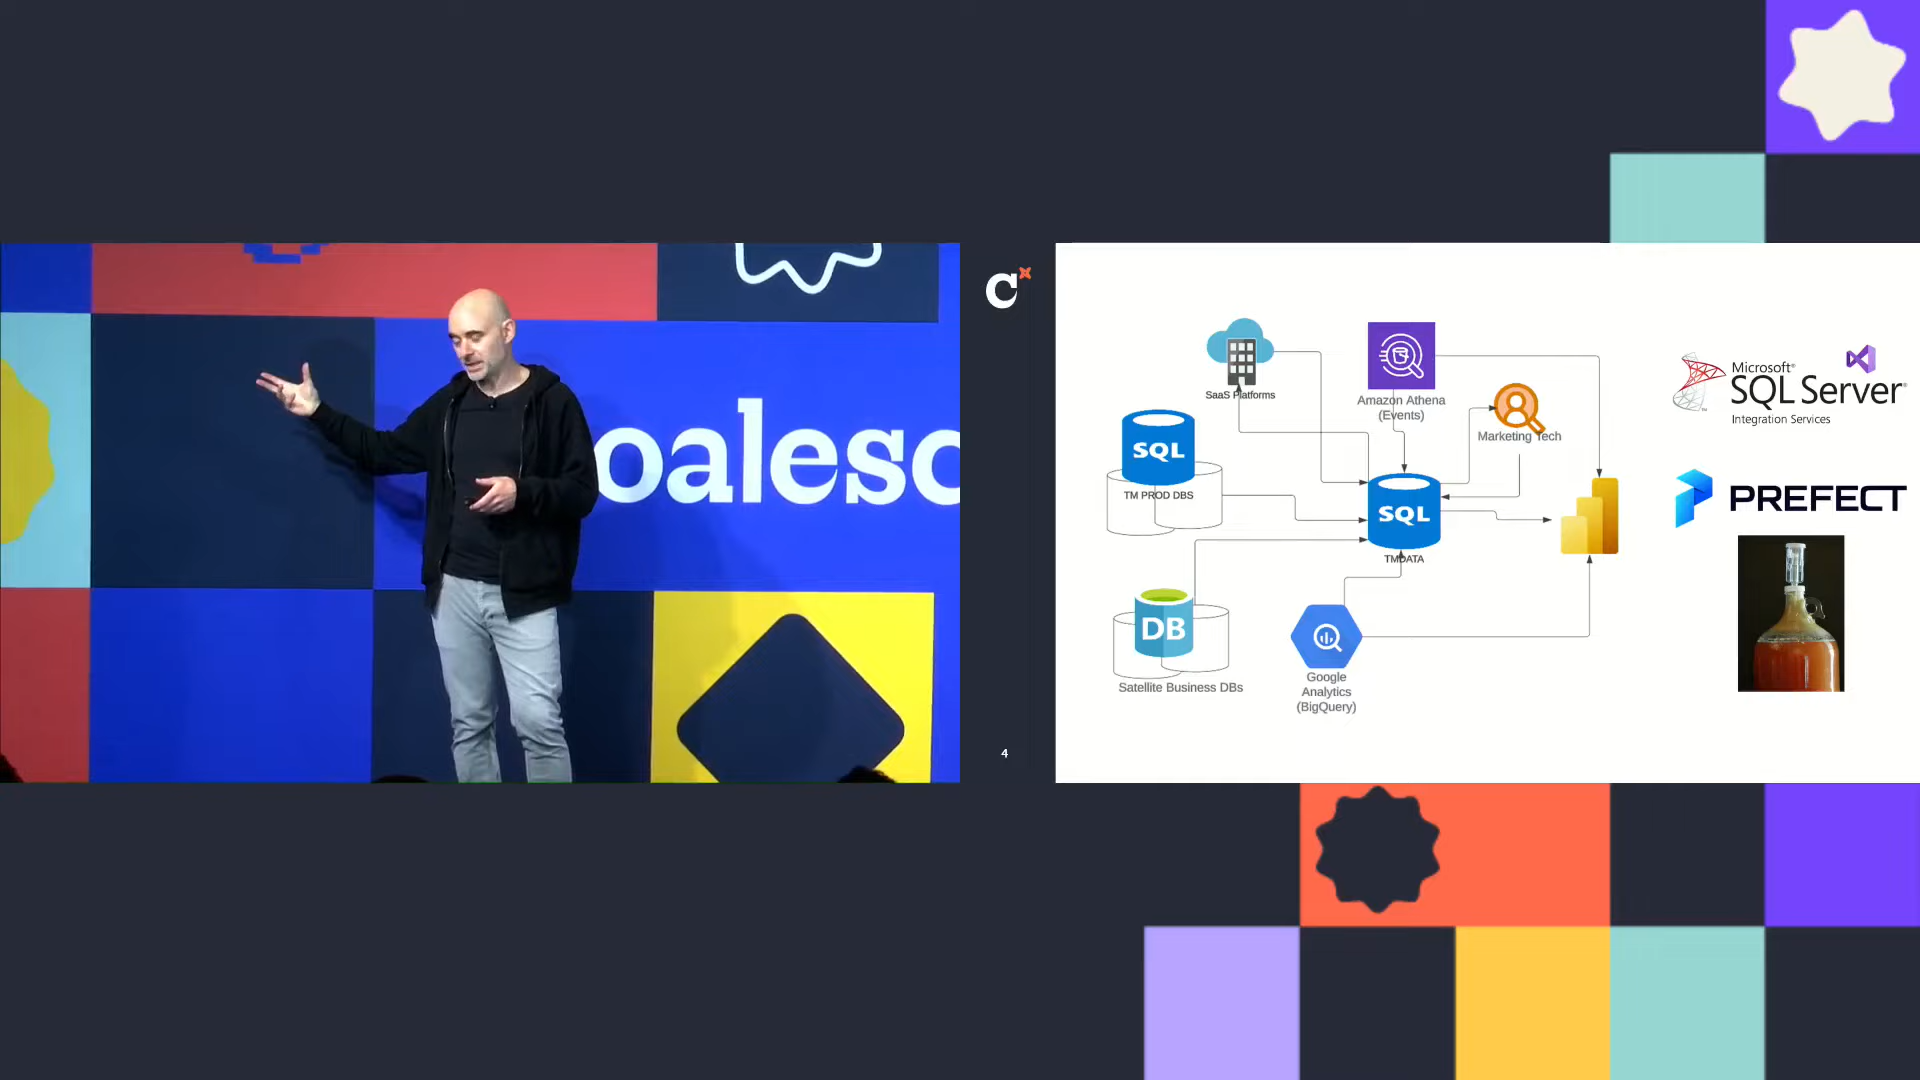 oalesc
c
4
SaaS Platforms
Amazon Athena
(Events)
Marketing Tech
SQL
TM PROD DBS
SQL
TMDATA
DB
Satellite Business DBs
Google
Analytics
(BigQuery)
Microsoft®
SQL Server®
Integration Services
PREFECT